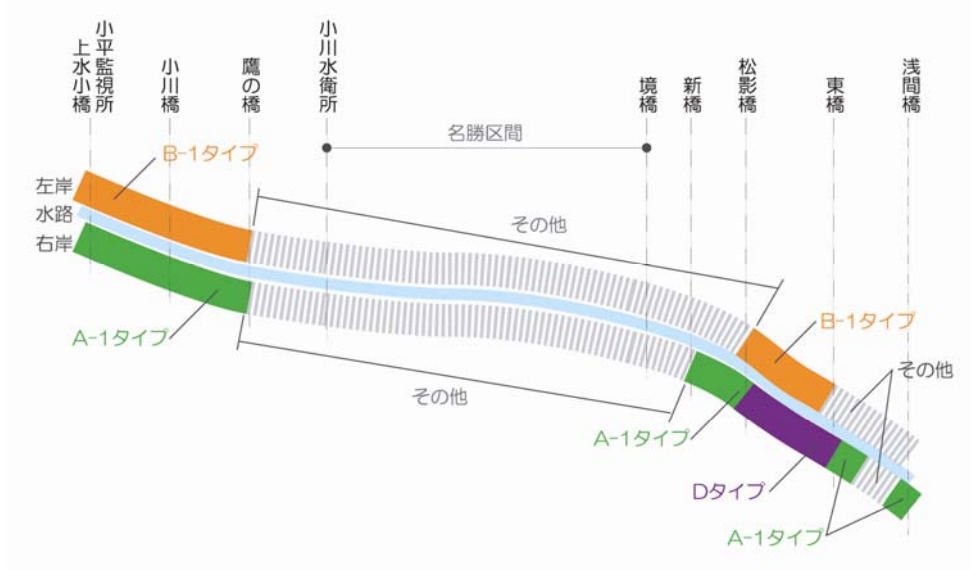 上水小橋
小平監視所
小川橋
鷹の橋
小川水衛所
境橋
新橋
松影橋
東橋
浅間橋
名勝区間
B-1タイプ
左岸
水路
右岸
その他
A-1タイプ
その他
B-1タイプ
その他
A-1タイプ
Dタイプ
A-1タイプ